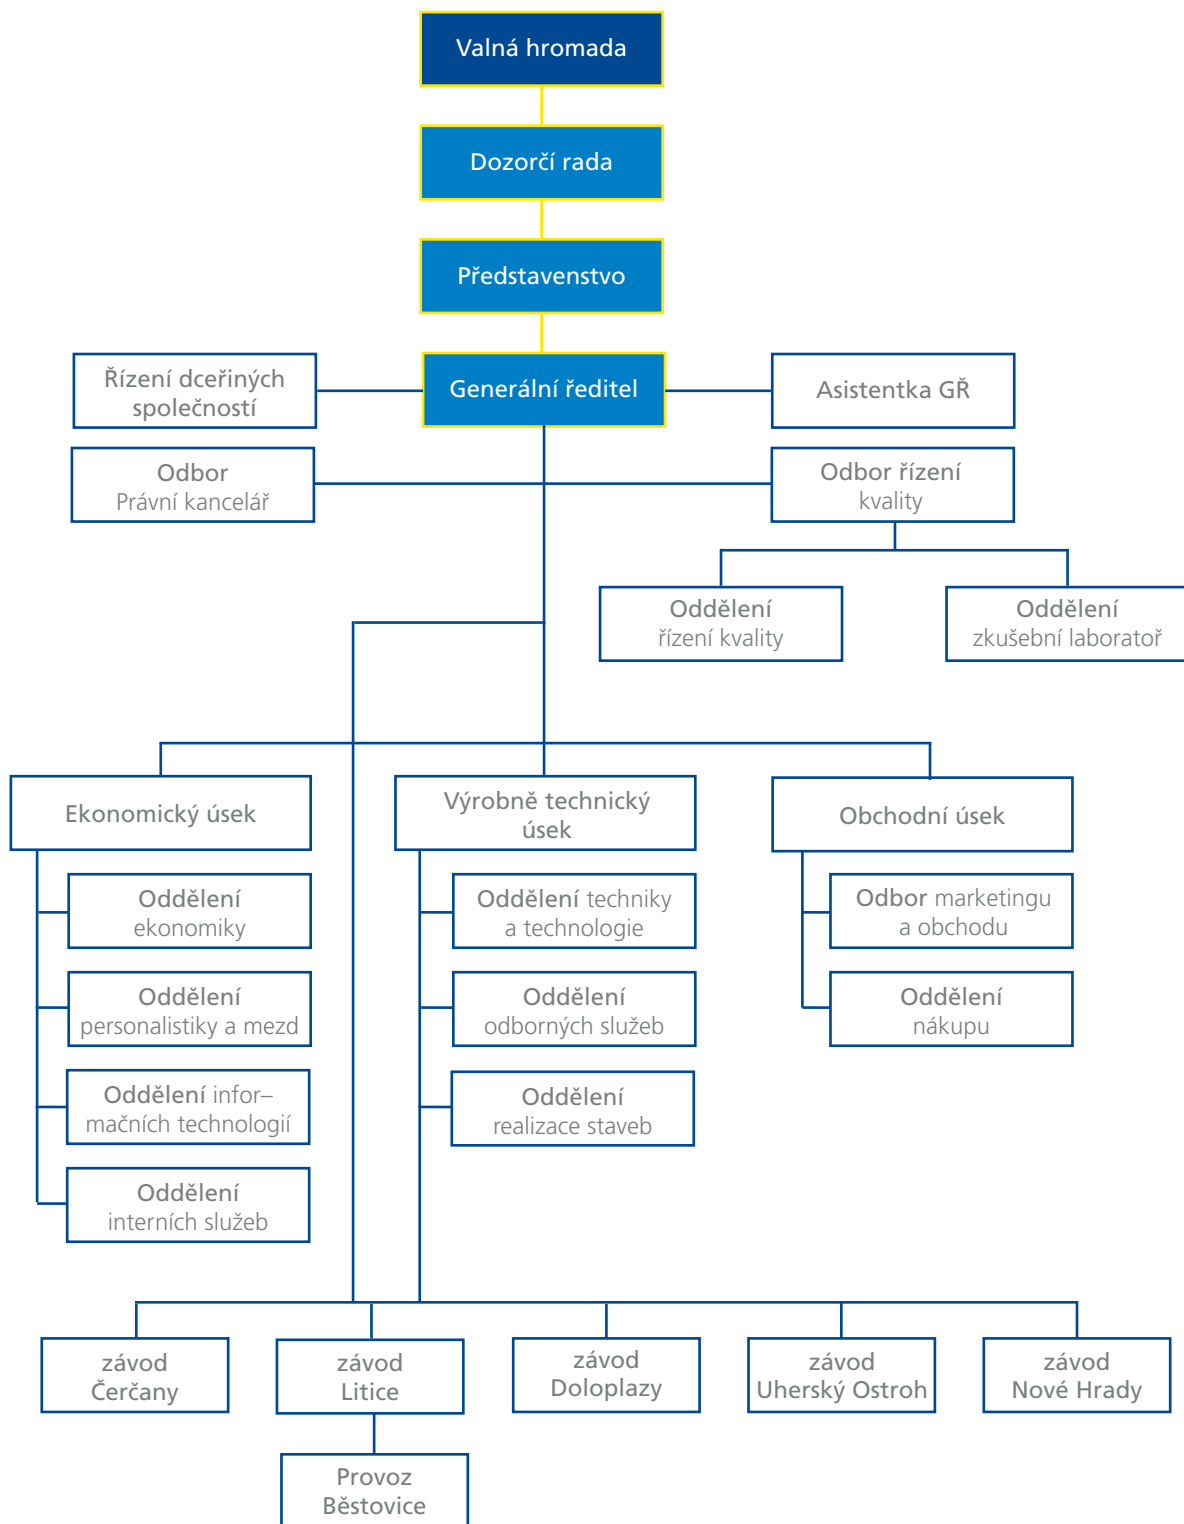 Valná hromada
Dozorčí rada
Představenstvo
Řízení dceřiných
společností
Generální ředitel
Asistentka GŘ
Odbor
Právní kancelář
Odbor řízení
kvality
Oddělení
řízení kvality
Oddělení
zkušební laboratoř
Ekonomický úsek
Výrobně technický
úsek
Obchodní úsek
Oddělení
ekonomiky
Oddělení techniky
a technologie
Odbor marketingu
a obchodu
Oddělení
personalistiky a mezd
Oddělení
odborných služeb
Oddělení
nákupu
Oddělení infor–
mačních technologií
Oddělení
realizace staveb
Oddělení
interních služeb
závod
Čerčany
závod
Litice
závod
Doloplazy
závod
Uherský Ostroh
závod
Nové Hrady
Provoz
Běstovice